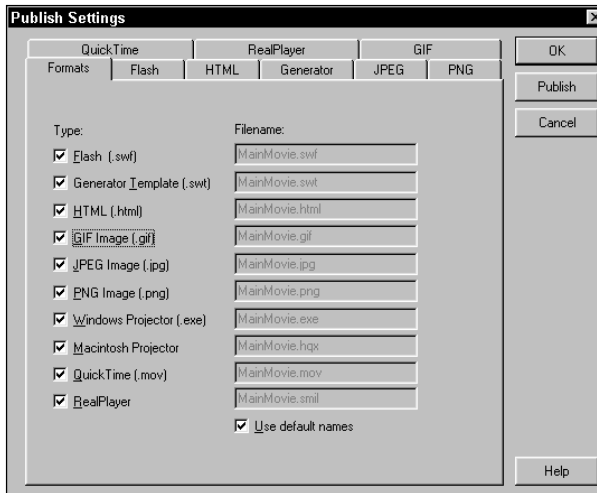 Publish Settings
QuickTime RealPlayer GIF
Formats Flash HTML Generator JPEG PNG
OK
Publish
Cancel
Type: Filename:
Flash (.swf) MainMovie.swf
Generator Template (.swt) MainMovie.swt
HTML (.html) MainMovie.html
GIF Image (.gif) MainMovie.gif
JPEG Image (.jpg) MainMovie.jpg
PNG Image (.png) MainMovie.png
Windows Projector (.exe) MainMovie.exe
Macintosh Projector MainMovie.hqx
QuickTime (.mov) MainMovie.mov
RealPlayer MainMovie.smil
Use default names
Help